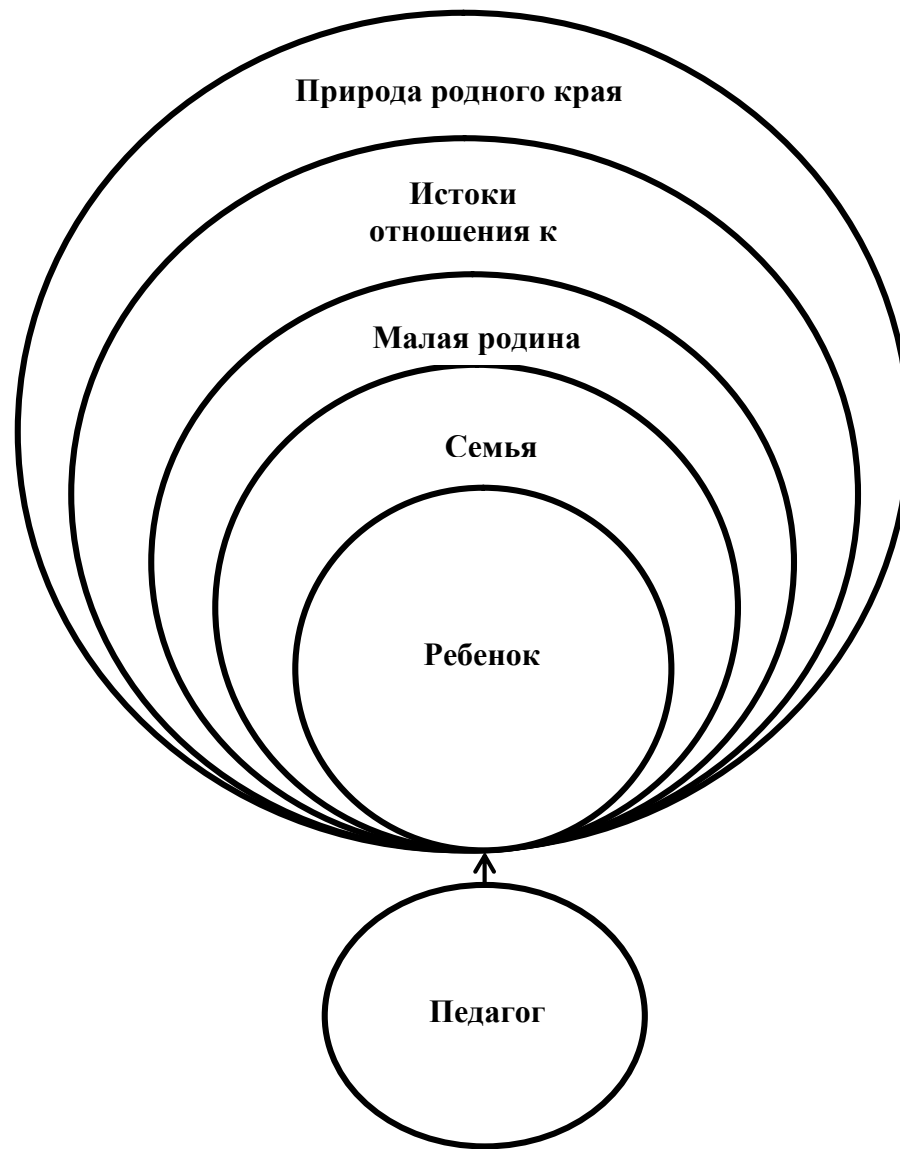 Природа родного края
Истоки
отношения к
Малая родина
Семья
Ребенок
Педагог